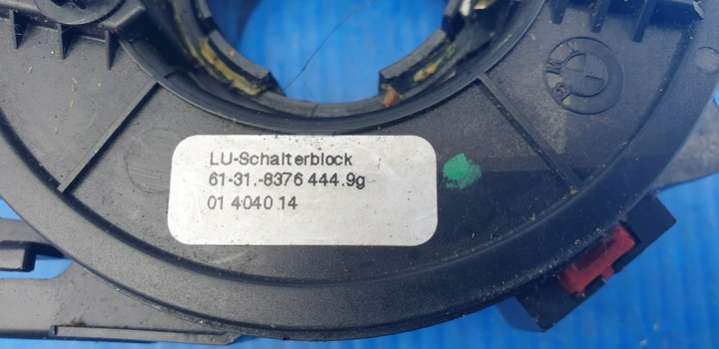 LU-Schalterblock
61-31.-8376 444.9g
01 4040 14